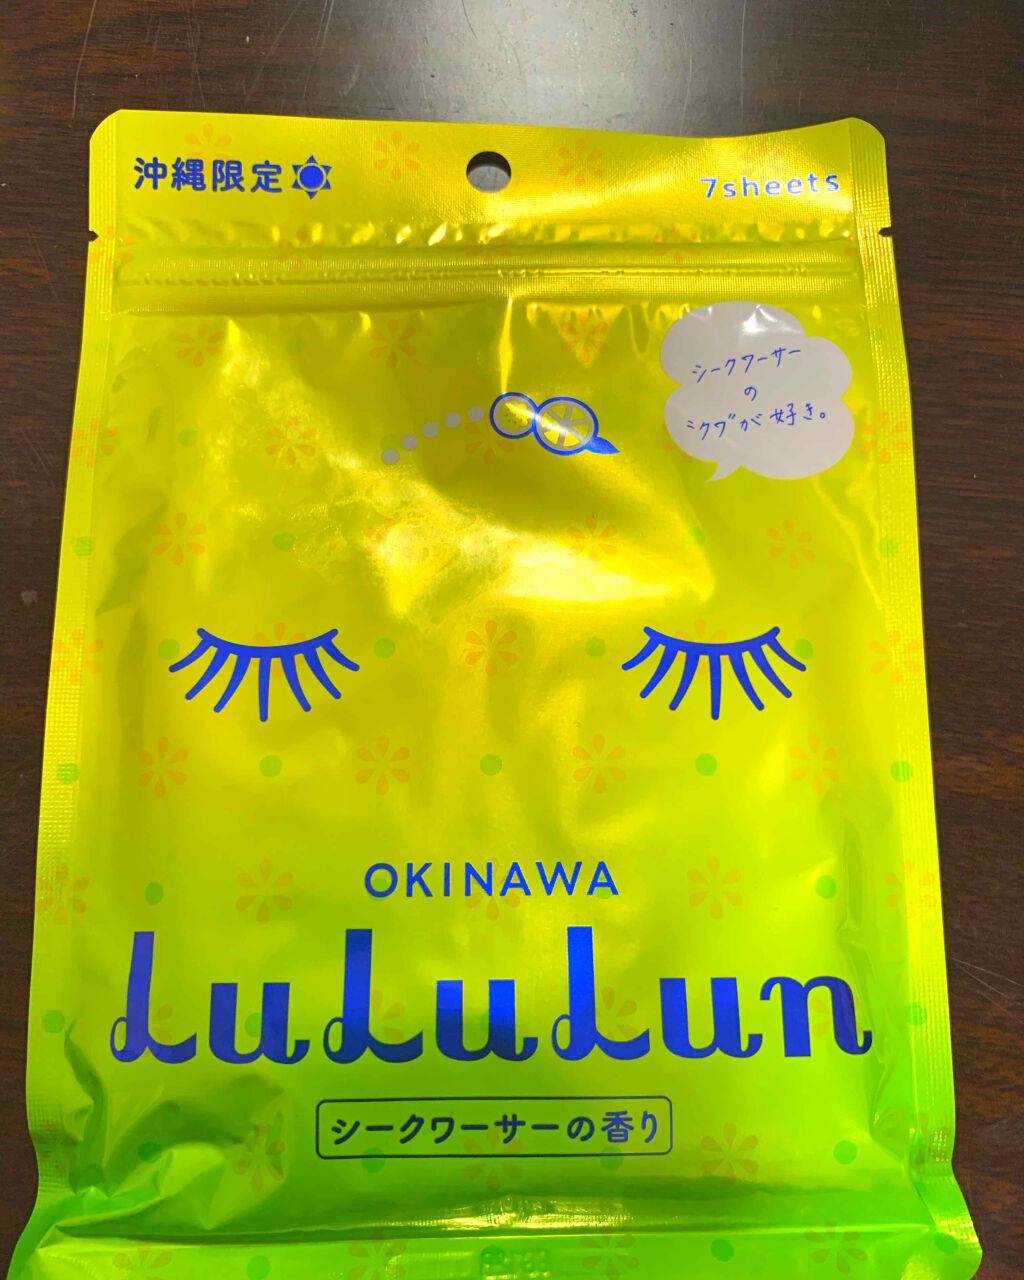 沖縄限定
7sheets
シークワーサー
の
ミクブが好き。
OKINAWA
LuLuLun
シークワーサーの香り